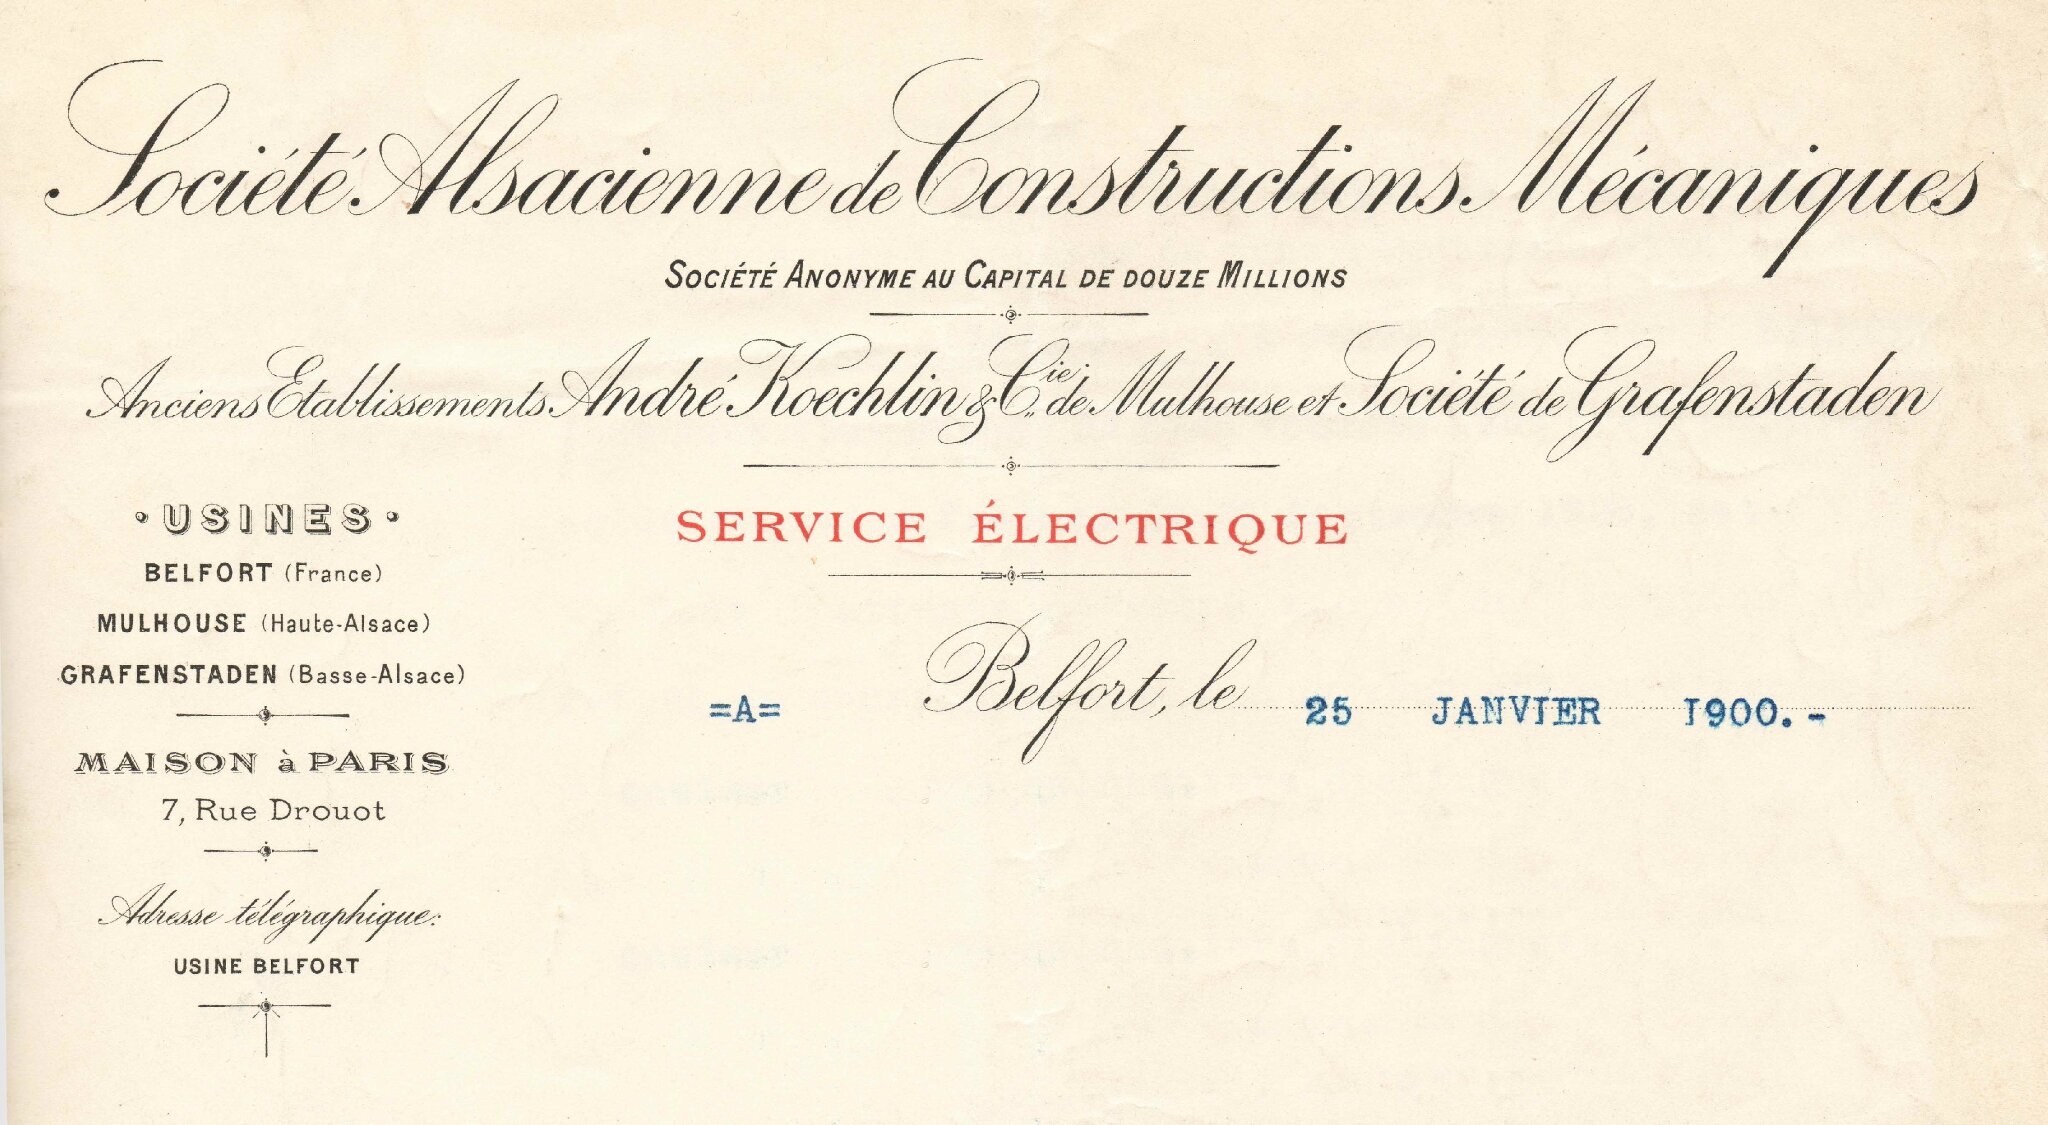 Société Alsacienne de Constructions Mécaniques
Société Anonyme au Capital de douze Millions
Anciens Etablissements André Koechlin & Cie. de Mulhouse et Société de Grafenstaden
SERVICE ÉLECTRIQUE
• USINES •
BELFORT (France)
MULHOUSE (Haute-Alsace)
GRAFENSTADEN (Basse-Alsace)
=A= Belfort, le 25 JANVIER I900.-
MAISON à PARIS
7, Rue Drouot
Adresse télégraphique:
USINE BELFORT